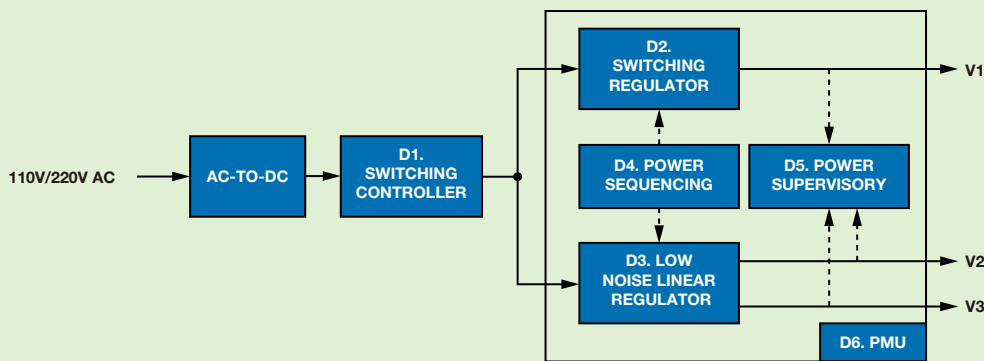 110V/220V AC
AC-TO-DC
D1.
SWITCHING
CONTROLLER
D2.
SWITCHING
REGULATOR
D4. POWER
SEQUENCING
D3. LOW
NOISE LINEAR
REGULATOR
D5. POWER
SUPERVISORY
V1
V2
V3
D6. PMU